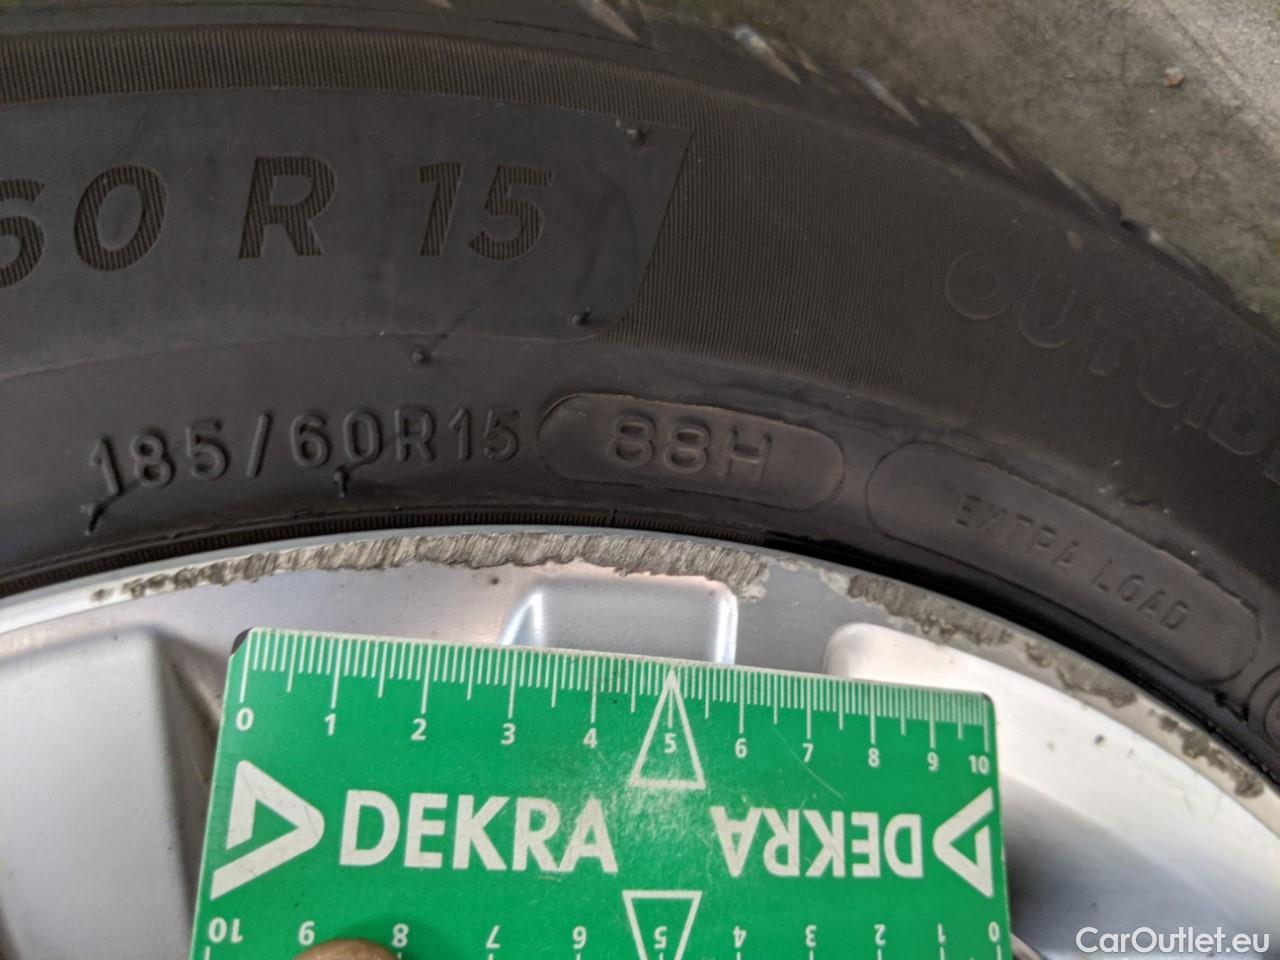 60 R 15
OUTSIDE
185/60R15 88H EXTRA LOAD
0 1 2 3 4 5 6 7 8 9 10
DEKRA DEKRA
10 9 8 7 6 5 4 3 2 1 0
CarOutlet.eu